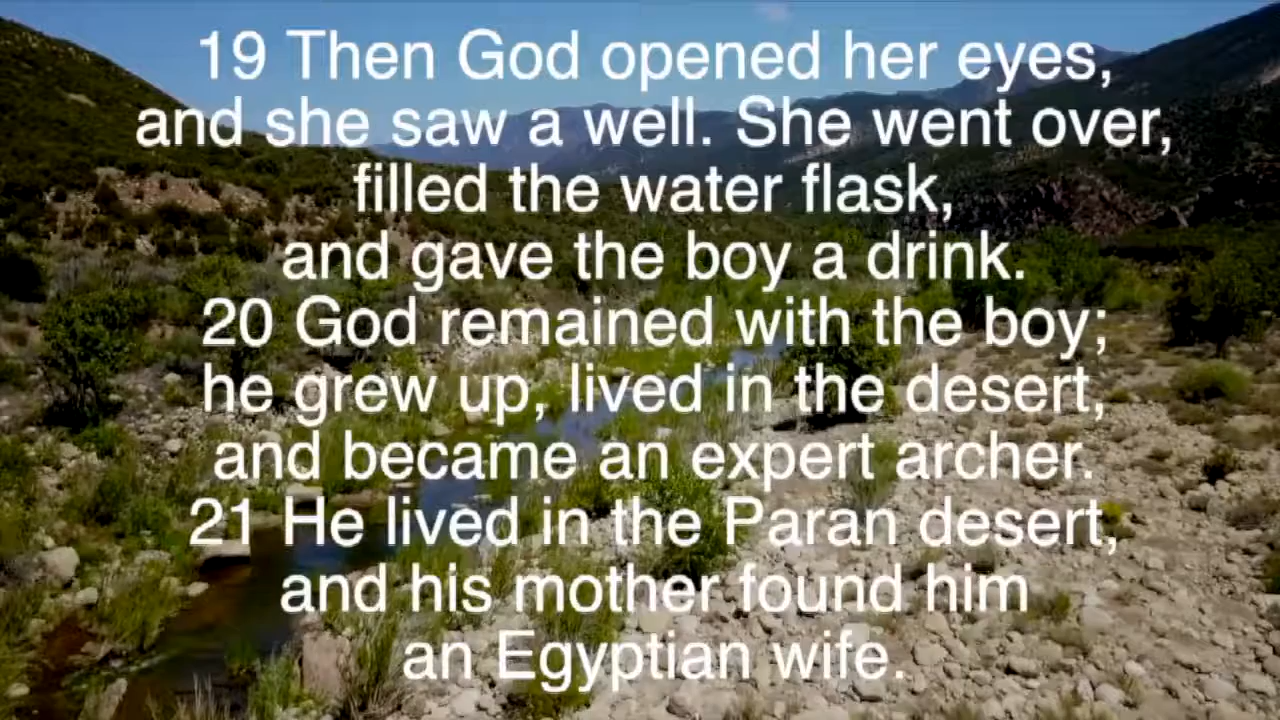 19 Then God opened her eyes,
and she saw a well. She went over,
filled the water flask,
and gave the boy a drink.
20 God remained with the boy;
he grew up, lived in the desert,
and became an expert archer.
21 He lived in the Paran desert,
and his mother found him
an Egyptian wife.